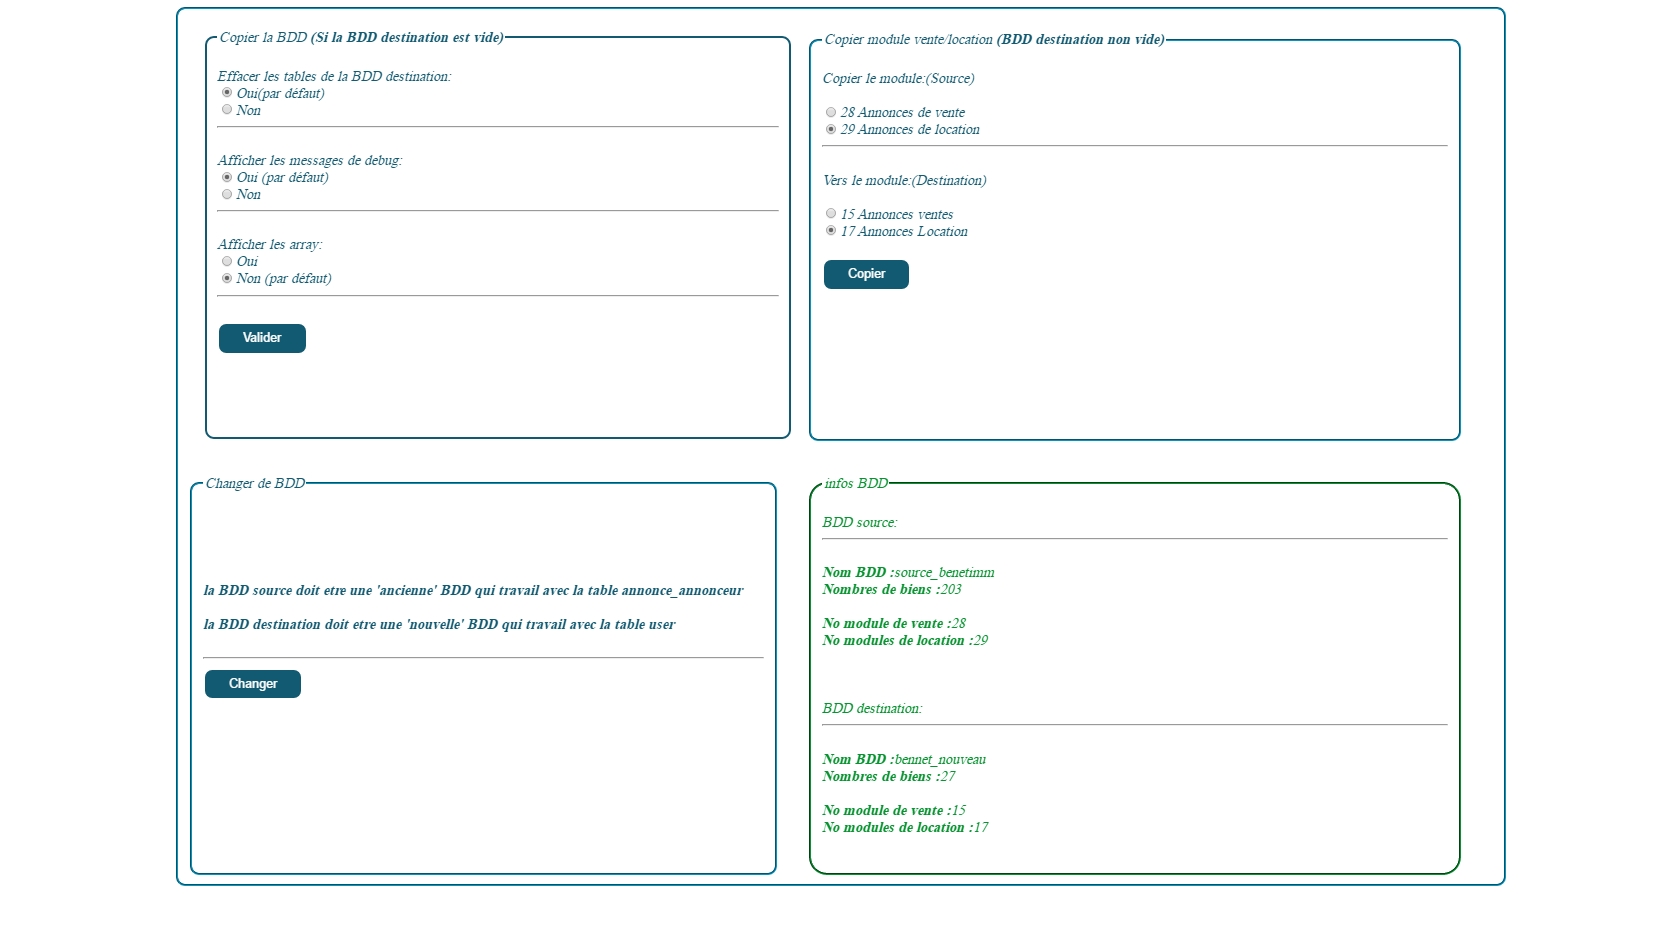 Copier la BDD (Si la BDD destination est vide)
Effacer les tables de la BDD destination:
Oui(par défaut)
Non
Afficher les messages de debug:
Oui (par défaut)
Non
Afficher les array:
Oui
Non (par défaut)
Valider
Copier module vente/location (BDD destination non vide)
Copier le module:(Source)
28 Annonces de vente
29 Annonces de location
Vers le module:(Destination)
15 Annonces ventes
17 Annonces Location
Copier
Changer de BDD
la BDD source doit etre une 'ancienne' BDD qui travail avec la table annonce_annonceur
la BDD destination doit etre une 'nouvelle' BDD qui travail avec la table user
Changer
infos BDD
BDD source:
Nom BDD :source_benetimm
Nombres de biens :203
No module de vente :28
No modules de location :29
BDD destination:
Nom BDD :bennet_nouveau
Nombres de biens :27
No module de vente :15
No modules de location :17